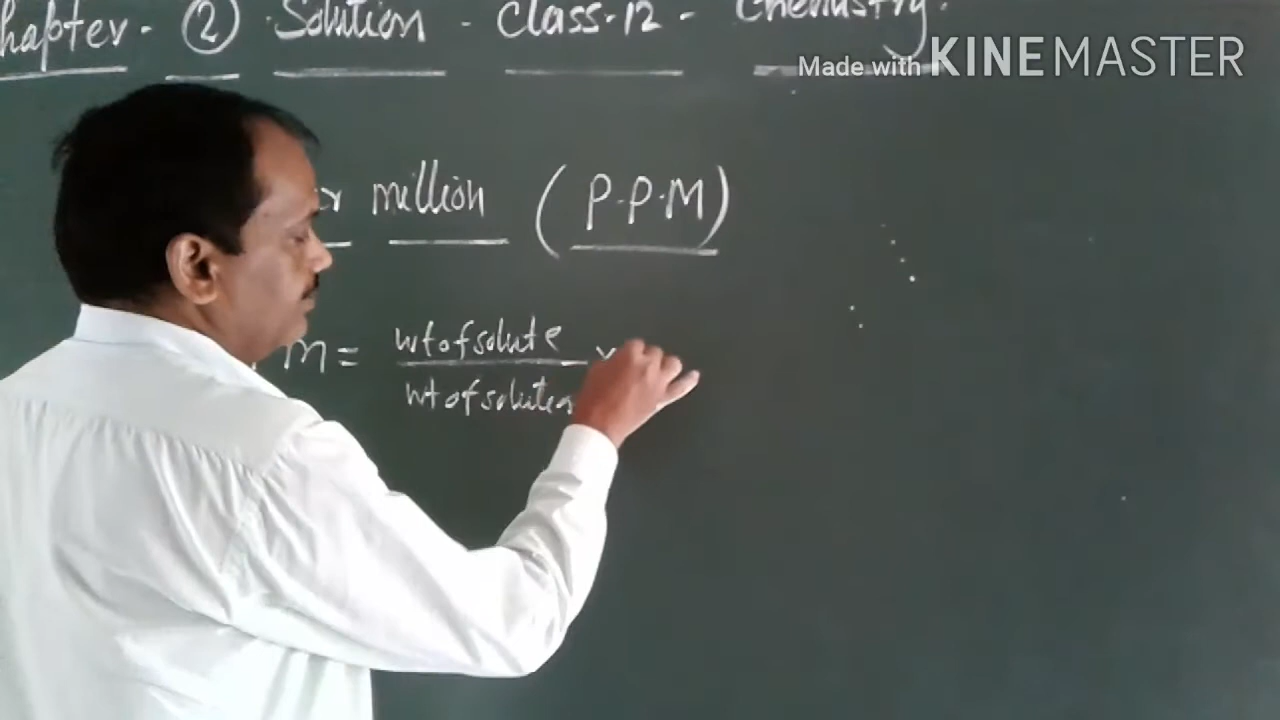 hapter - ② Solution - Class-12 - Chemistry.
Made with KINEMASTER
million (P.P.M)
M = wt of solute ×
wt of solution